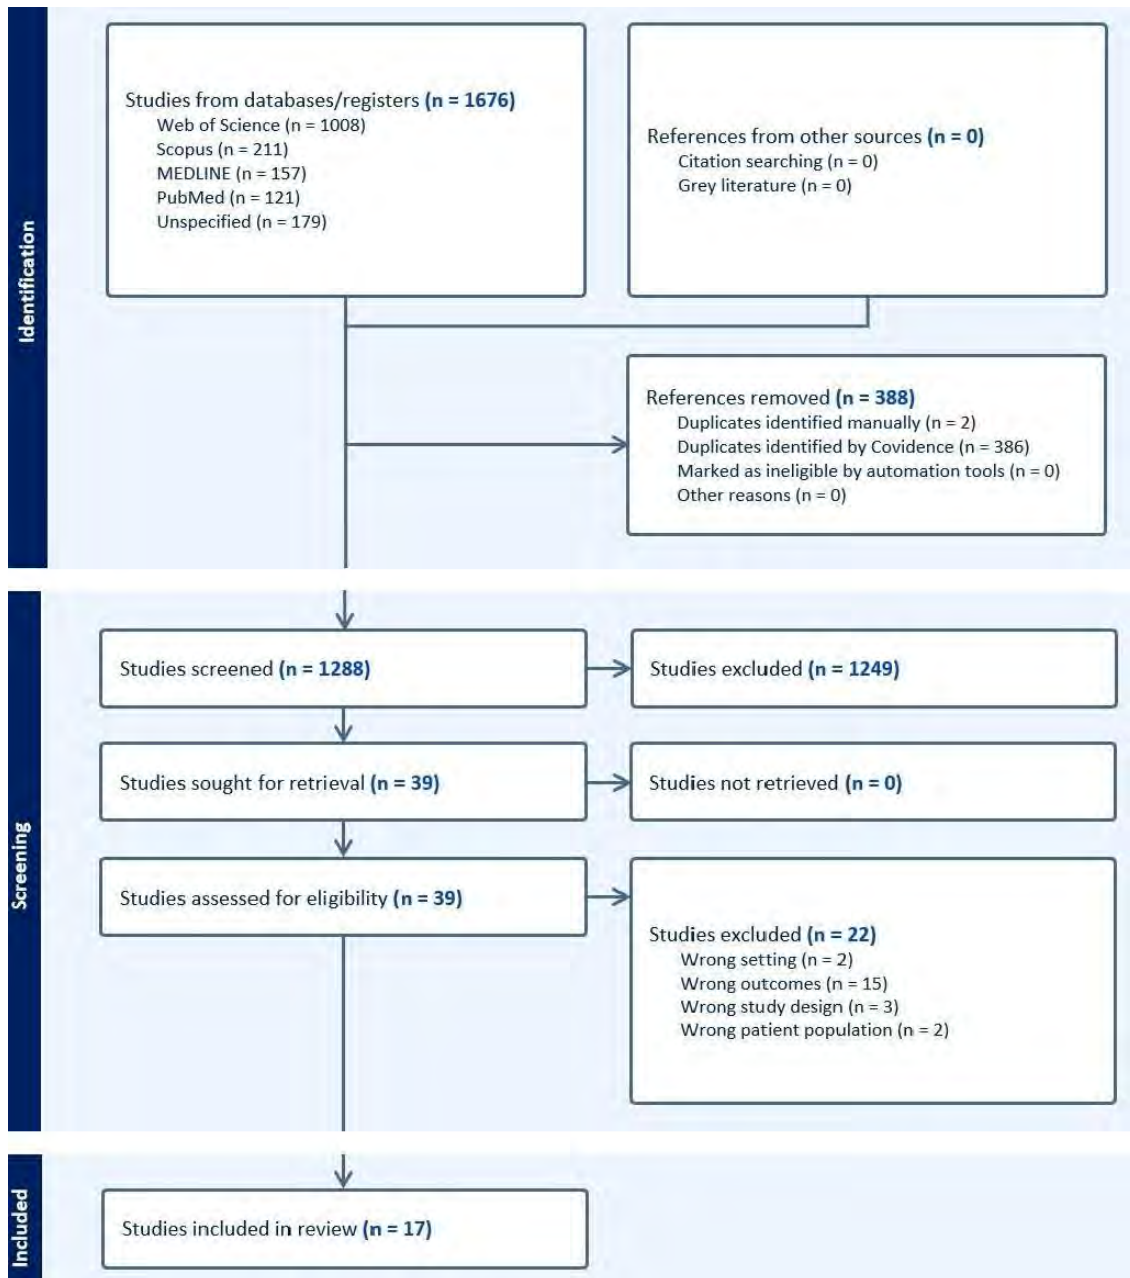 Identification
Studies from databases/registers (n = 1676)
Web of Science (n = 1008)
Scopus (n = 211)
MEDLINE (n = 157)
PubMed (n = 121)
Unspecified (n = 179)
References from other sources (n = 0)
Citation searching (n = 0)
Grey literature (n = 0)
References removed (n = 388)
Duplicates identified manually (n = 2)
Duplicates identified by Covidence (n = 386)
Marked as ineligible by automation tools (n = 0)
Other reasons (n = 0)
Screening
Studies screened (n = 1288)
Studies excluded (n = 1249)
Studies sought for retrieval (n = 39)
Studies not retrieved (n = 0)
Studies assessed for eligibility (n = 39)
Studies excluded (n = 22)
Wrong setting (n = 2)
Wrong outcomes (n = 15)
Wrong study design (n = 3)
Wrong patient population (n = 2)
Included
Studies included in review (n = 17)